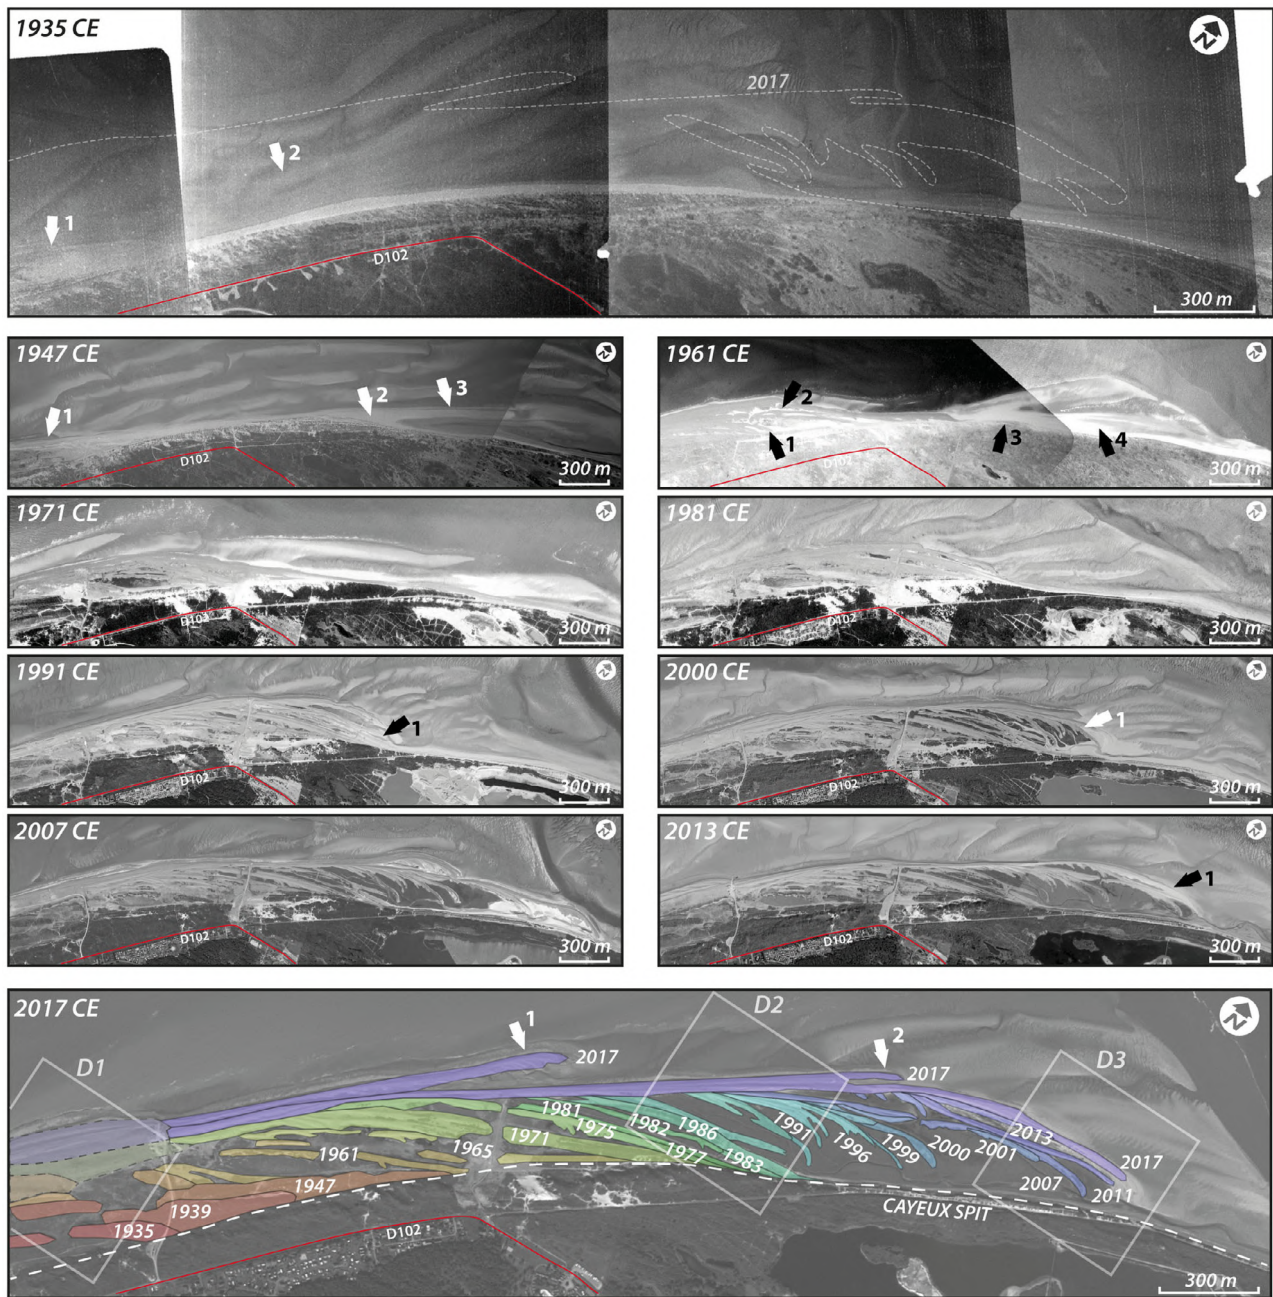 1935 CE
N
2017
2
1
D102
300 m
1947 CE
N
1
2
3
D102
300 m
1961 CE
N
2
1
3
4
D102
300 m
1971 CE
N
D102
300 m
1981 CE
N
D102
300 m
1991 CE
N
1
D102
300 m
2000 CE
N
1
D102
300 m
2007 CE
N
D102
300 m
2013 CE
N
1
D102
300 m
2017 CE
N
D1
1
2017
D2
2
2017
D3
1981
1975
1982
1986
1991
1996
1999
2000
2001
2013
2017
1961
1965
1971
1977
1983
2007
2011
1947
1939
1935
CAYEUX SPIT
D102
300 m